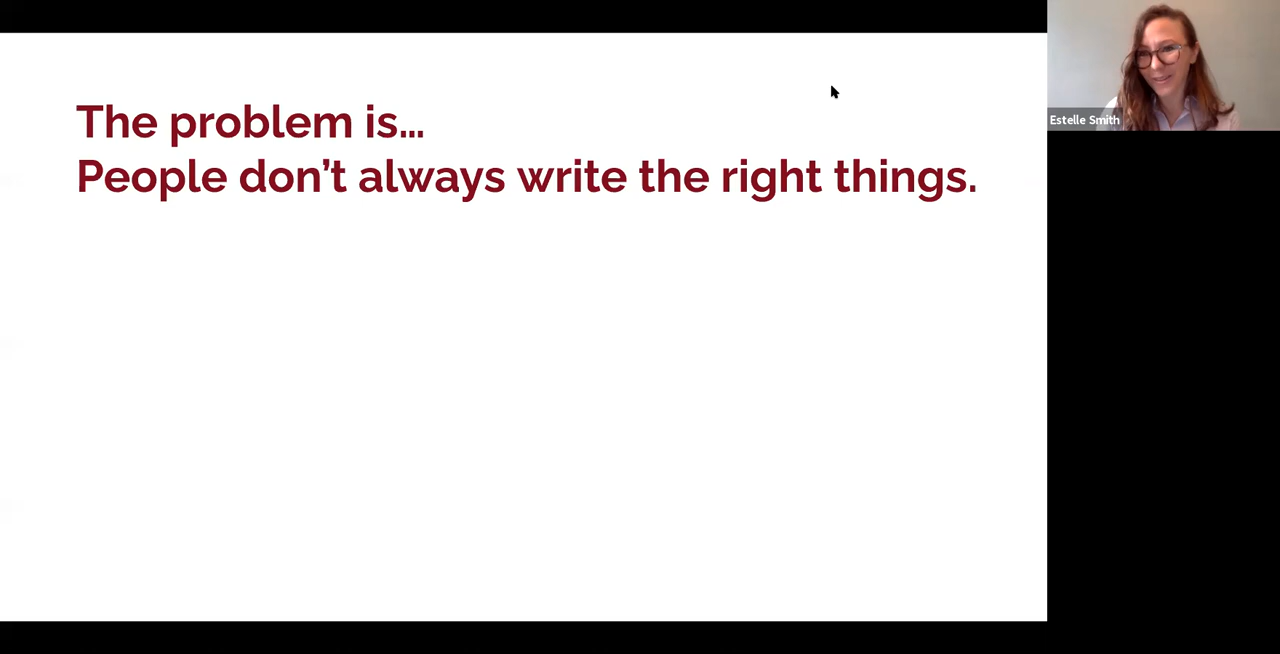 The problem is…
People don’t always write the right things.
Estelle Smith